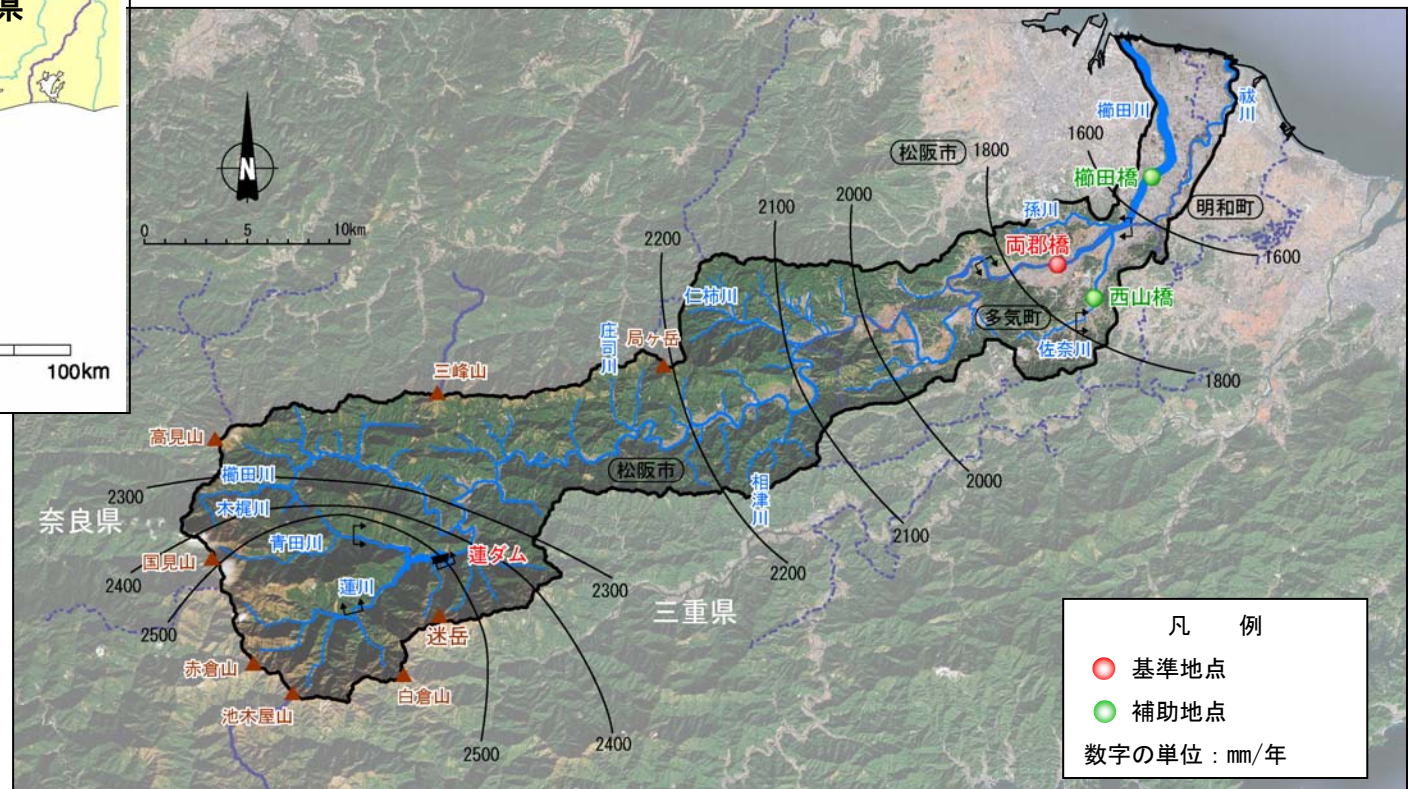 県
100km
N
0 5 10km
櫛田川
祓川
1600
松阪市
1800
櫛田橋
2100
2000
孫川
明和町
2200
両郡橋
1600
仁柿川
西山橋
庄司川
局ヶ岳
多気町
佐奈川
三峰山
1800
高見山
松阪市
2000
櫛田川
相津川
2300
木梶川
奈良県
2100
青田川
国見山
蓮ダム
2200
2400
蓮川
2300
三重県
2500
迷岳
赤倉山
白倉山
池木屋山
2500
2400
凡 例
基準地点
補助地点
数字の単位：mm/年